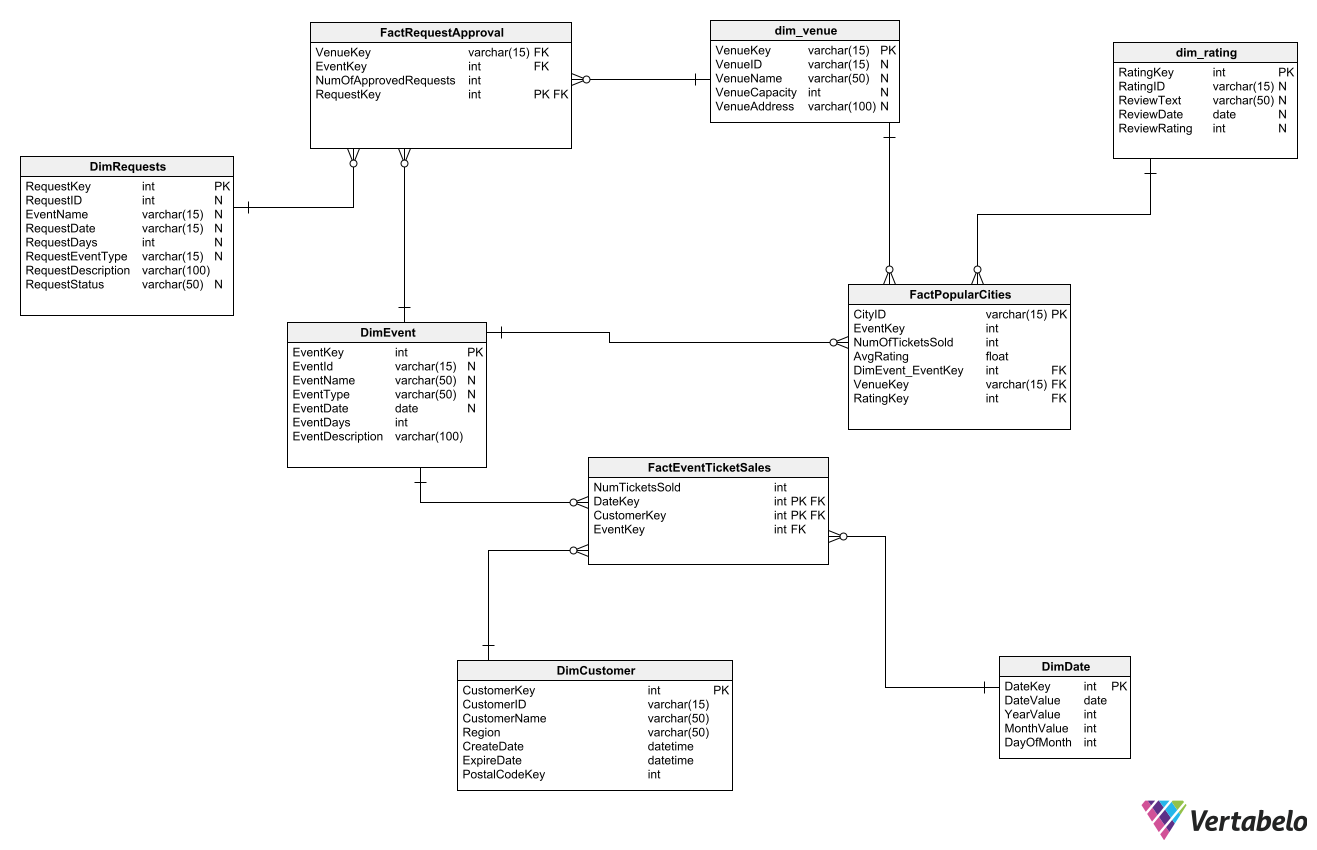 FactRequestApproval
VenueKey varchar(15) FK
EventKey int FK
NumOfApprovedRequests int
RequestKey int PK FK
dim_venue
VenueKey varchar(15) PK
VenueID varchar(15) N
VenueName varchar(50) N
VenueCapacity int N
VenueAddress varchar(100) N
dim_rating
RatingKey int PK
RatingID varchar(15) N
ReviewText varchar(50) N
ReviewDate date N
ReviewRating int N
DimRequests
RequestKey int PK
RequestID int N
EventName varchar(15) N
RequestDate varchar(15) N
RequestDays int N
RequestEventType varchar(15) N
RequestDescription varchar(100)
RequestStatus varchar(50) N
DimEvent
EventKey int PK
EventId varchar(15) N
EventName varchar(50) N
EventType varchar(50) N
EventDate date N
EventDays int
EventDescription varchar(100)
FactPopularCities
CityID varchar(15) PK
EventKey int
NumOfTicketsSold int
AvgRating float
DimEvent_EventKey int FK
VenueKey varchar(15) FK
RatingKey int FK
FactEventTicketSales
NumTicketsSold int
DateKey int PK FK
CustomerKey int PK FK
EventKey int FK
DimCustomer
CustomerKey int PK
CustomerID varchar(15)
CustomerName varchar(50)
Region varchar(50)
CreateDate datetime
ExpireDate datetime
PostalCodeKey int
DimDate
DateKey int PK
DateValue date
YearValue int
MonthValue int
DayOfMonth int
Vertabelo